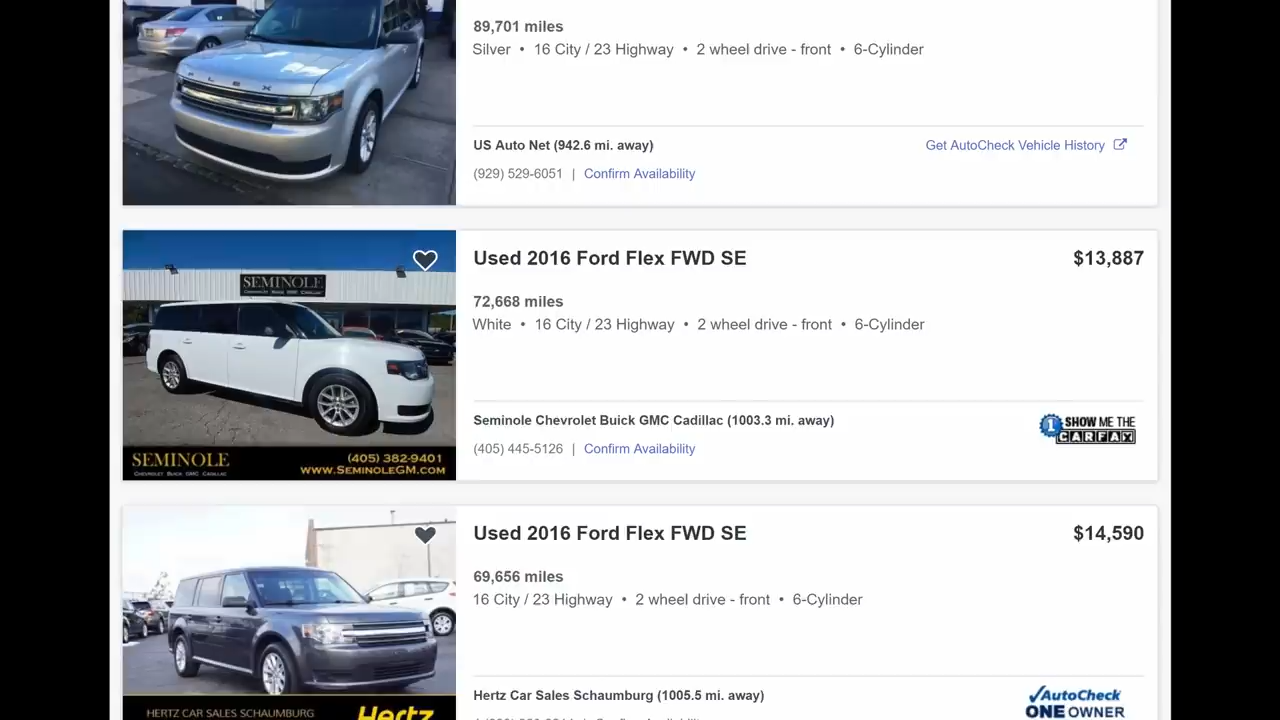 FLEX
89,701 miles
Silver • 16 City / 23 Highway • 2 wheel drive - front • 6-Cylinder
US Auto Net (942.6 mi. away)
Get AutoCheck Vehicle History
(929) 529-6051 | Confirm Availability
SEMINOLE
Used 2016 Ford Flex FWD SE
$13,887
72,668 miles
White • 16 City / 23 Highway • 2 wheel drive - front • 6-Cylinder
Seminole Chevrolet Buick GMC Cadillac (1003.3 mi. away)
1 SHOW ME THE
CARFAX
(405) 445-5126 | Confirm Availability
SEMINOLE
CHEVROLET BUICK GMC CADILLAC
(405) 382-9401
www.SeminoleGM.com
Used 2016 Ford Flex FWD SE
$14,590
69,656 miles
16 City / 23 Highway • 2 wheel drive - front • 6-Cylinder
Hertz Car Sales Schaumburg (1005.5 mi. away)
AutoCheck
ONE OWNER
HERTZ CAR SALES SCHAUMBURG
Hertz